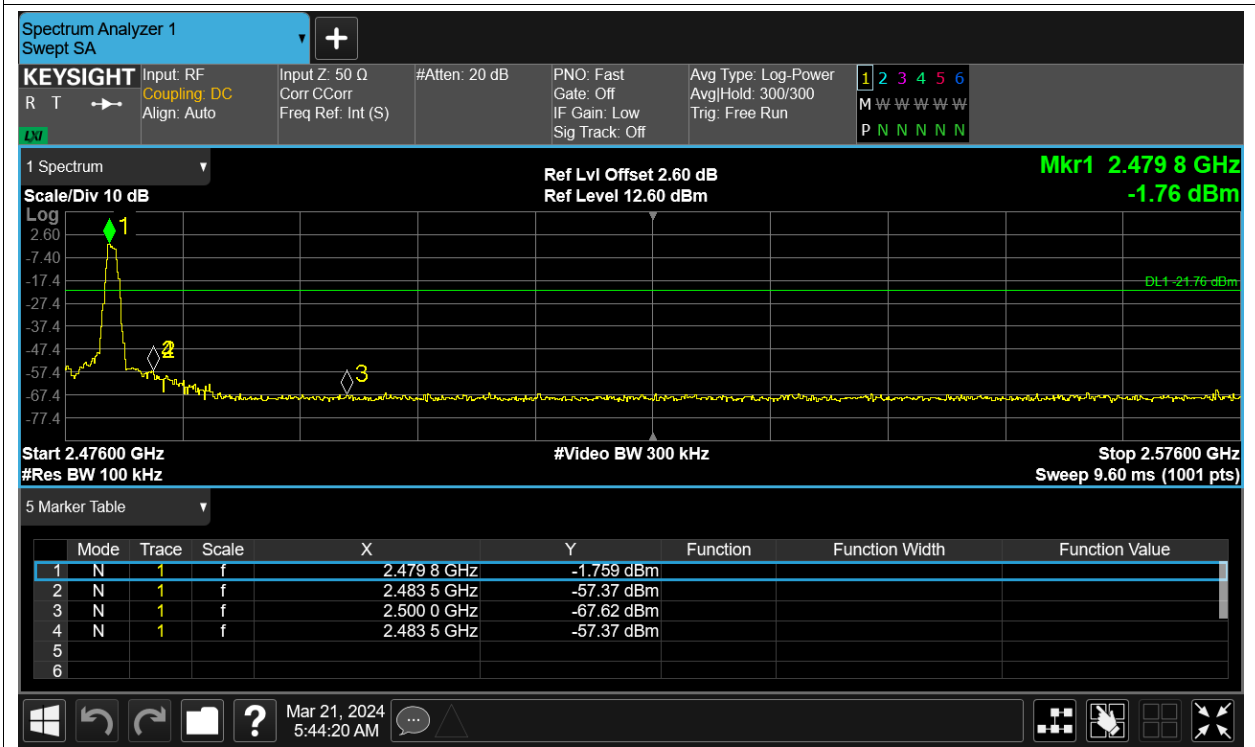 Spectrum Analyzer 1
Swept SA
KEYSIGHT Input: RF Input Z: 50 Ω #Atten: 20 dB PNO: Fast Avg Type: Log-Power 1 2 3 4 5 6
R T Coupling: DC Corr CCorr Gate: Off Avg|Hold: 300/300 M W W W W W
Align: Auto Freq Ref: Int (S) IF Gain: Low Trig: Free Run
LXI Sig Track: Off P N N N N N
1 Spectrum Ref Lvl Offset 2.60 dB Mkr1 2.479 8 GHz
Scale/Div 10 dB Ref Level 12.60 dBm -1.76 dBm
Log
1
2.60
-7.40
-17.4 DL1 -21.76 dBm
-27.4
-37.4
-47.4 2
-57.4 3
-67.4
-77.4
Start 2.47600 GHz #Video BW 300 kHz Stop 2.57600 GHz
#Res BW 100 kHz Sweep 9.60 ms (1001 pts)
5 Marker Table
Mode Trace Scale X Y Function Function Width Function Value
1 N 1 f 2.479 8 GHz -1.759 dBm
2 N 1 f 2.483 5 GHz -57.37 dBm
3 N 1 f 2.500 0 GHz -67.62 dBm
4 N 1 f 2.483 5 GHz -57.37 dBm
5
6
? Mar 21, 2024
5:44:20 AM